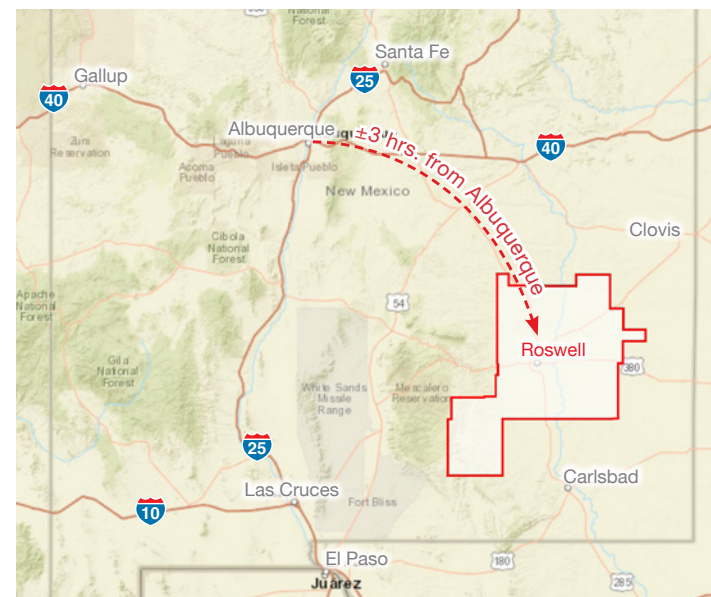 National
Forest
Santa Fe
25
Gallup
40
Albuquerque
±3 hrs. from Albuquerque
40
Zuni
Reservation
Laguna
Pueblo
Acoma
Pueblo
Isleta Pueblo
New Mexico
Clovis
Cibola
National
Forest
Apache
National
Forest
54
Roswell
380
Gila
National
Forest
White Sands
Missile
Range
Mescalero
Reservation
25
Carlsbad
Las Cruces
Fort Bliss
10
El Paso
180
Juárez
285